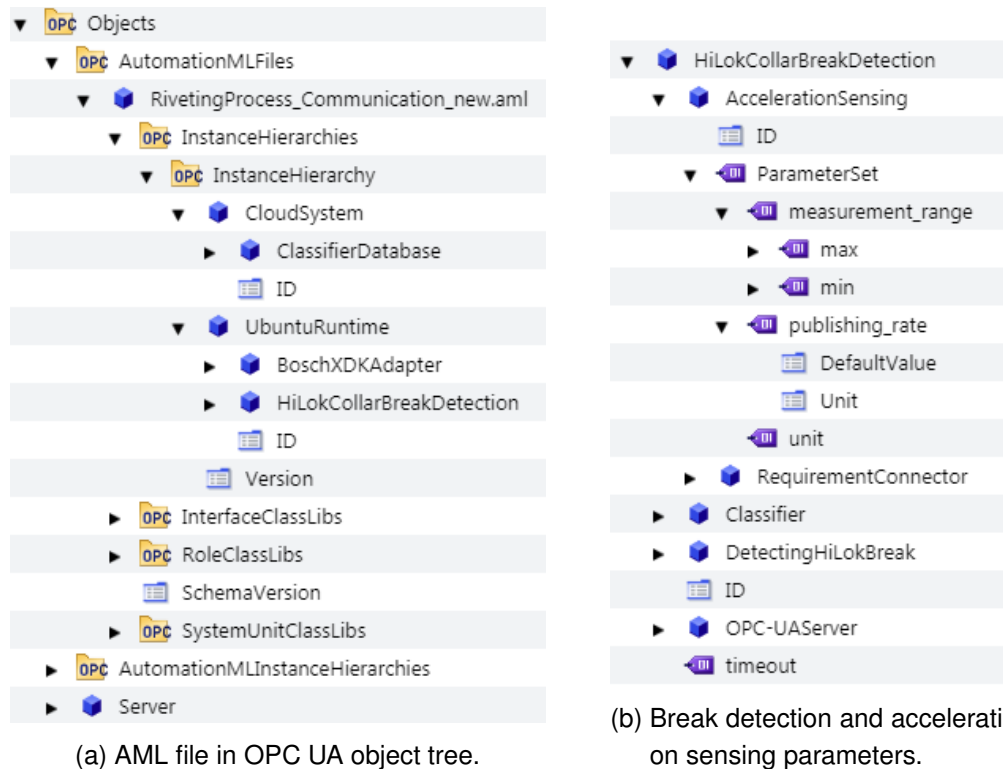 OPC Objects
OPC AutomationMLFiles
RivetingProcess_Communication_new.aml
OPC InstanceHierarchies
OPC InstanceHierarchy
CloudSystem
ClassifierDatabase
ID
UbuntuRuntime
BoschXDKAdapter
HiLokCollarBreakDetection
ID
Version
OPC InterfaceClassLibs
OPC RoleClassLibs
SchemaVersion
OPC SystemUnitClassLibs
OPC AutomationMLInstanceHierarchies
Server
(a) AML file in OPC UA object tree.
HiLokCollarBreakDetection
AccelerationSensing
ID
ParameterSet
measurement_range
max
min
publishing_rate
DefaultValue
Unit
unit
RequirementConnector
Classifier
DetectingHiLokBreak
ID
OPC-UAServer
timeout
(b) Break detection and accelerati
on sensing parameters.